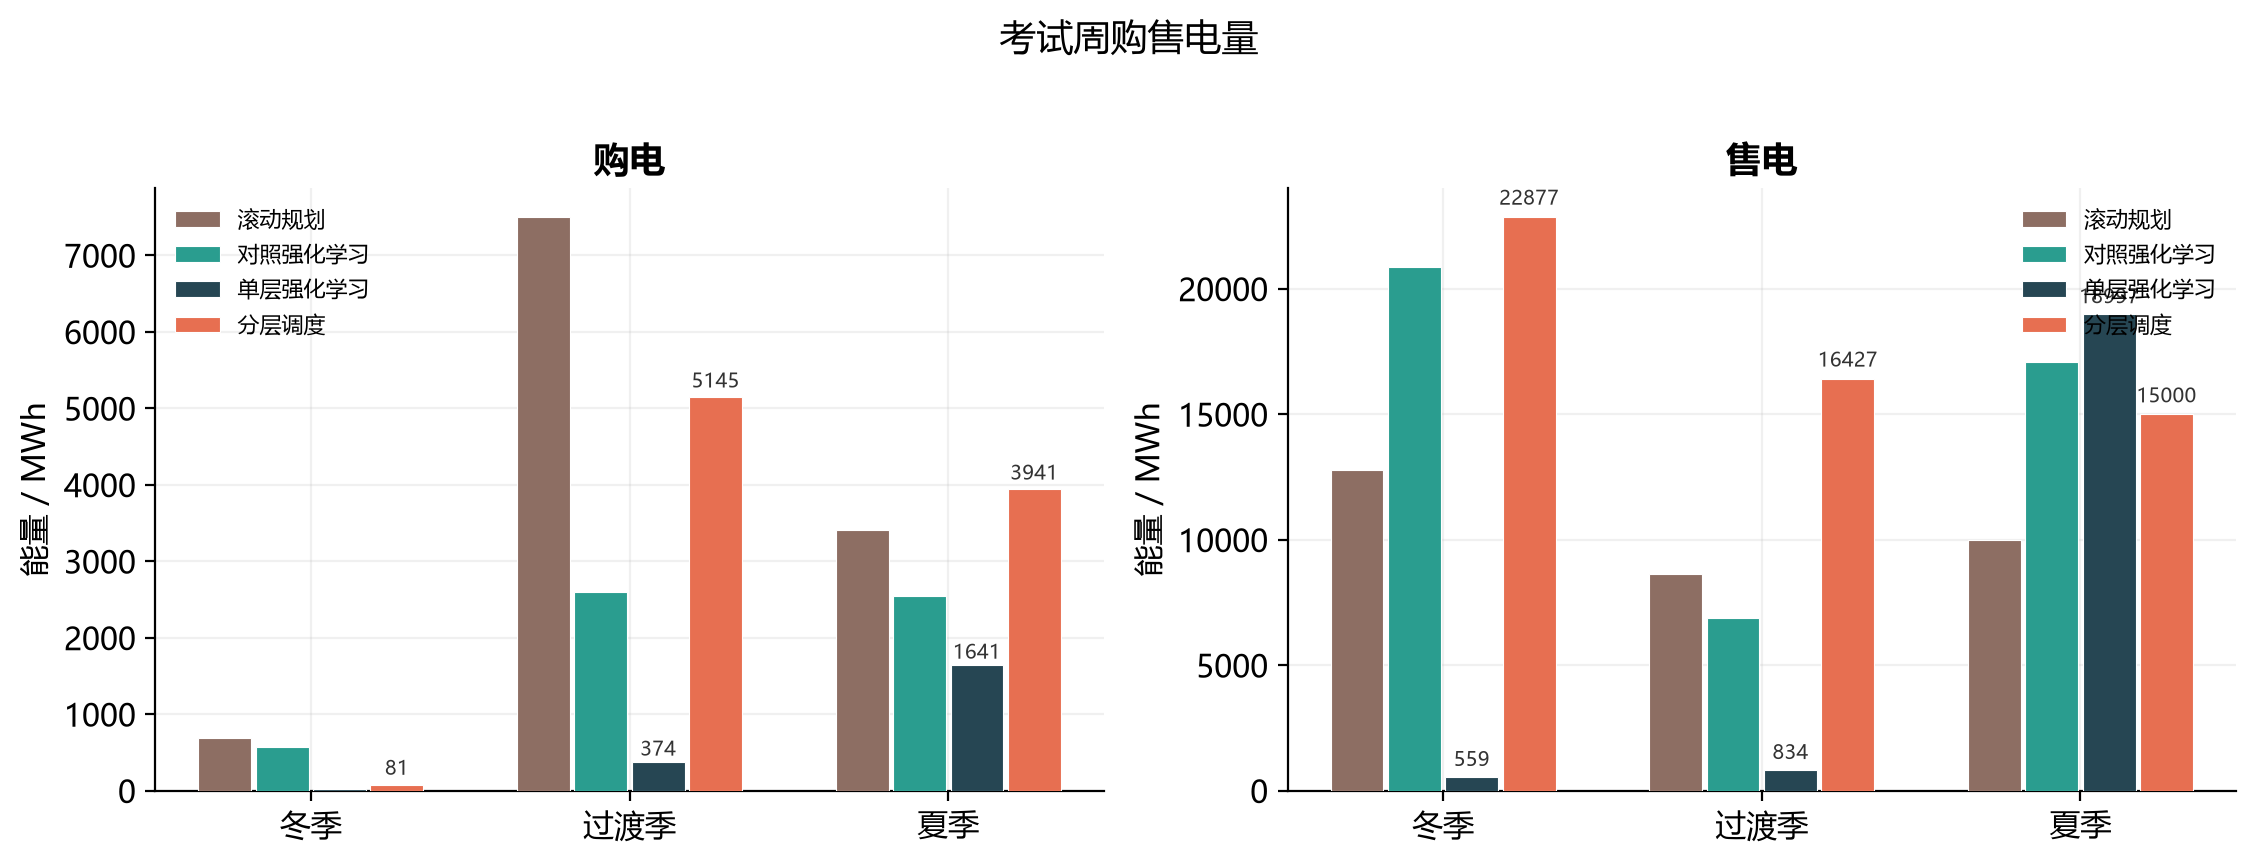 考试周购售电量
购电
能量 / MWh
7000
6000
5000
4000
3000
2000
1000
0
滚动规划
对照强化学习
单层强化学习
分层调度
81
374
5145
1641
3941
冬季
过渡季
夏季
售电
能量 / MWh
20000
15000
10000
5000
0
滚动规划
对照强化学习
单层强化学习
分层调度
22877
559
16427
834
15000
冬季
过渡季
夏季